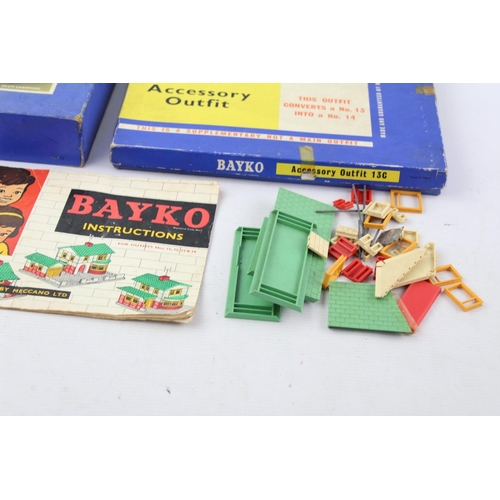 Accessory
Outfit
THIS OUTFIT
CONVERTS a No. 13
INTO a No. 14
THIS IS A SUPPLEMENTARY NOT A MAIN OUTFIT
BAYKO
Accessory Outfit 13C
BAYKO
INSTRUCTIONS
BY MECCANO LTD